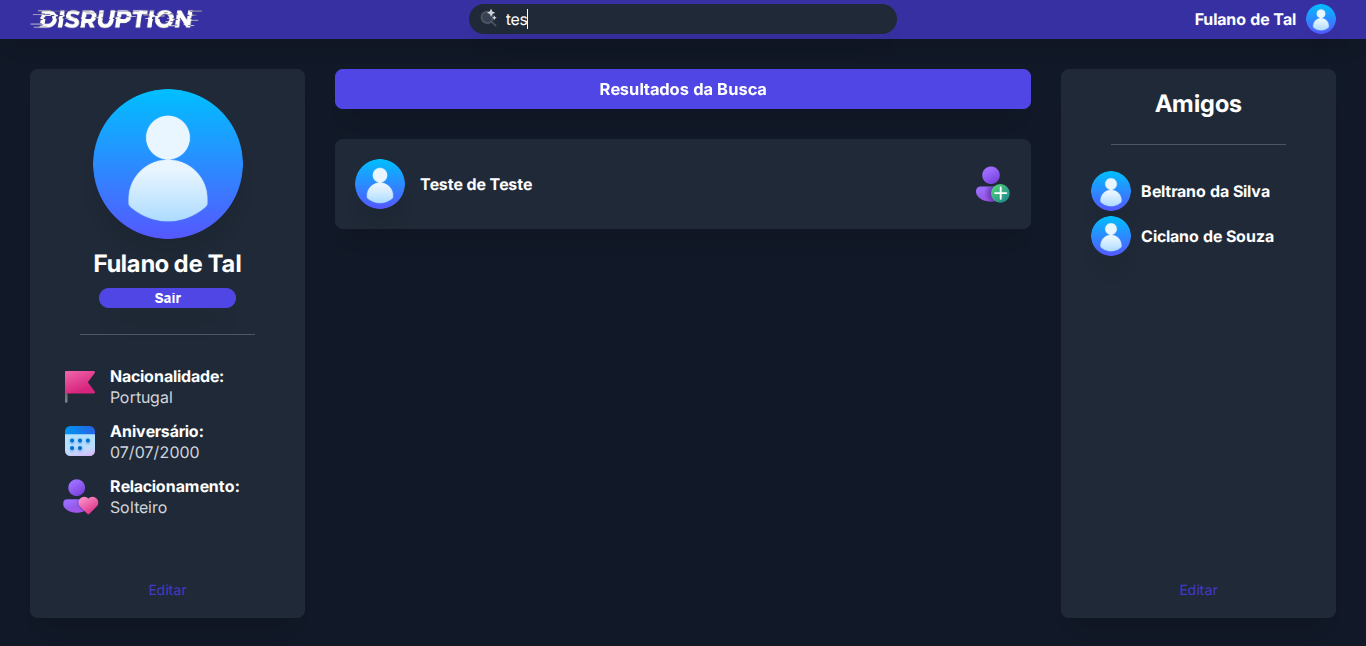 DISRUPTION
tes
Fulano de Tal
Fulano de Tal
Sair
Nacionalidade:
Portugal
Aniversário:
07/07/2000
Relacionamento:
Solteiro
Editar
Resultados da Busca
Teste de Teste
Amigos
Beltrano da Silva
Ciclano de Souza
Editar